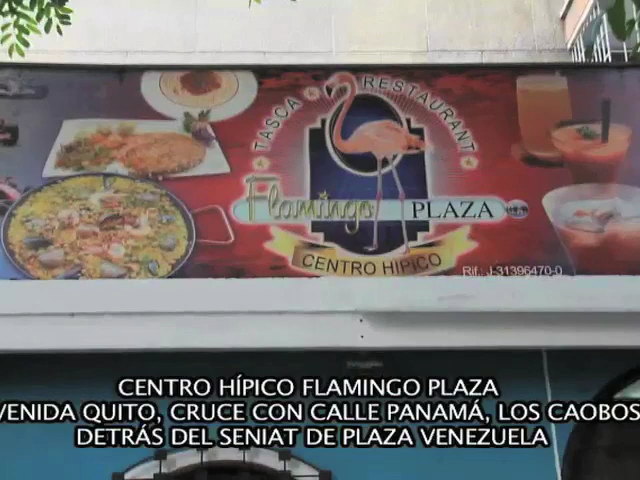 TASCA RESTAURANT
Flamingo PLAZA
CENTRO HIPICO
Rif.: J-31396470-0
CENTRO HÍPICO FLAMINGO PLAZA
VENIDA QUITO, CRUCE CON CALLE PANAMÁ, LOS CAOBOS
DETRÁS DEL SENIAT DE PLAZA VENEZUELA